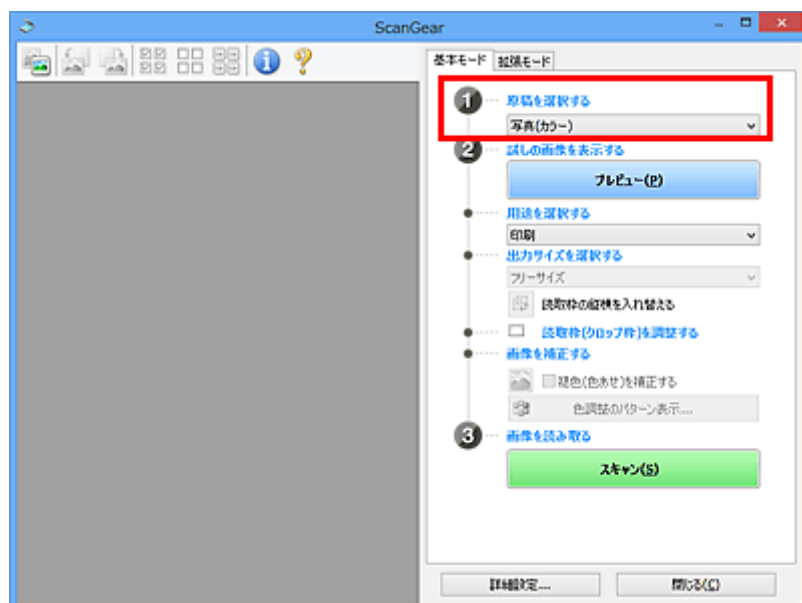 ScanGear
基本モード 拡張モード
1 原稿を選択する
写真(カラー)
2 試しの画像を表示する
プレビュー(P)
用途を選択する
印刷
出力サイズを選択する
フリーサイズ
読取枠の縦横を入れ替える
読取枠(クロップ枠)を調整する
画像を補正する
褪色(色あせ)を補正する
色調整のパターン表示...
3 画像を読み取る
スキャン(S)
詳細設定... 閉じる(C)